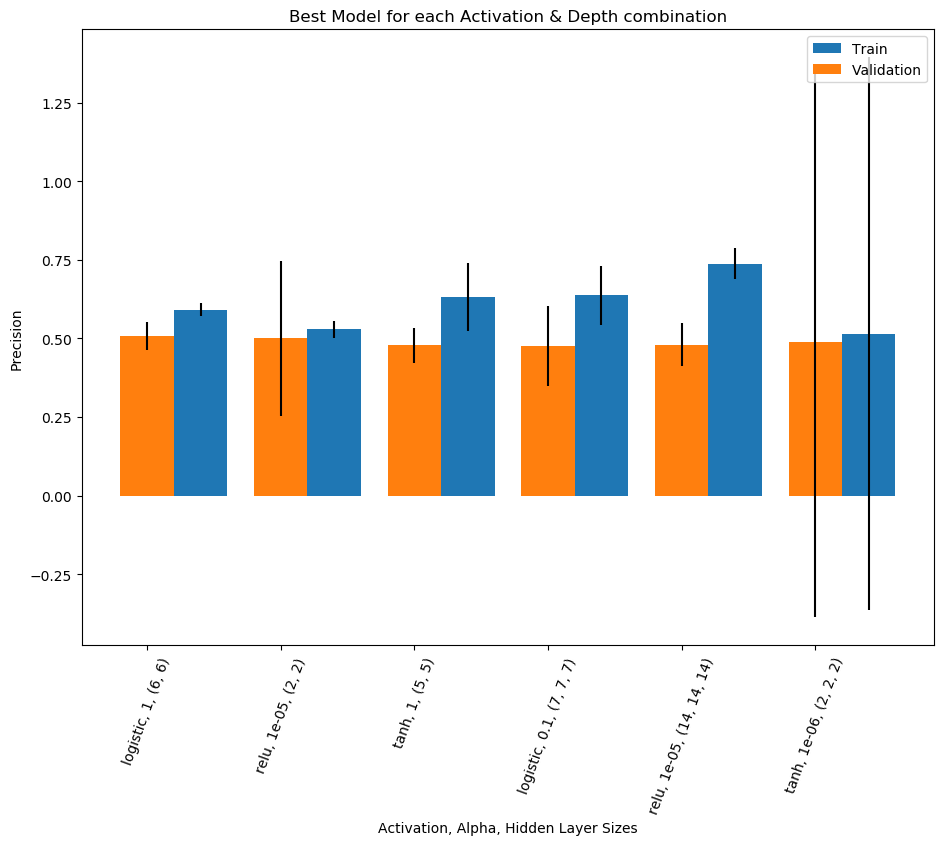 Best Model for each Activation & Depth combination
Train
Validation
1.25
1.00
0.75
0.50
0.25
0.00
−0.25
Precision
logistic, 1, (6, 6)
relu, 1e-05, (2, 2)
tanh, 1, (5, 5)
logistic, 0.1, (7, 7, 7)
relu, 1e-05, (14, 14, 14)
tanh, 1e-06, (2, 2, 2)
Activation, Alpha, Hidden Layer Sizes